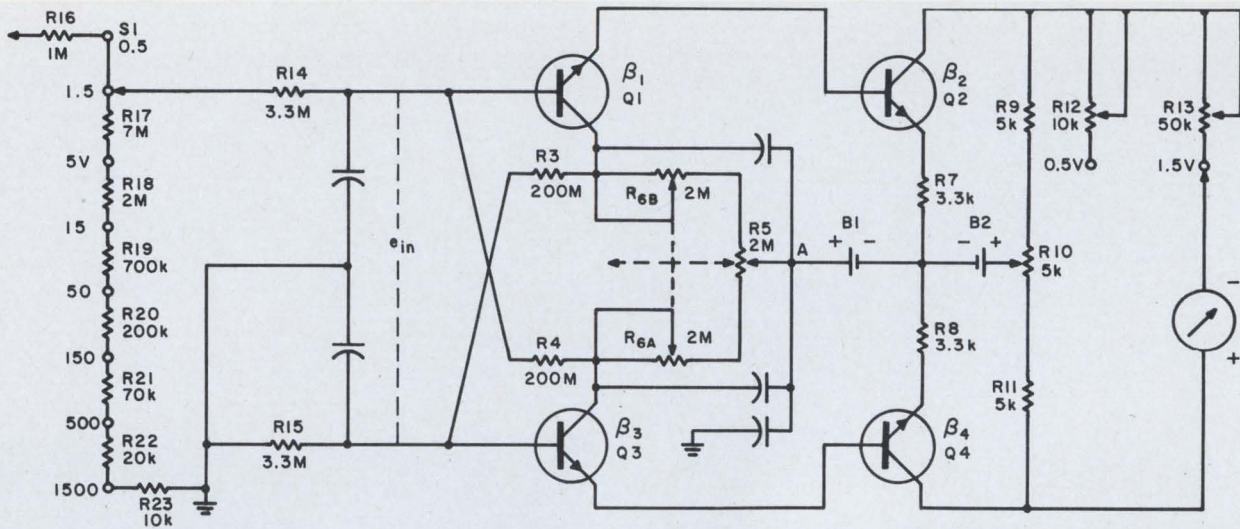 R16
1M
S1
0.5
1.5
R17
7M
5V
R18
2M
15
R19
700k
50
R20
200k
150
R21
70k
500
R22
20k
1500
R23
10k
R14
3.3M
R15
3.3M
e in
β1
Q1
R3
200M
R6B
2M
R5
2M
A
R4
200M
R6A
2M
β3
Q3
β2
Q2
R7
3.3k
B1
+ -
B2
- +
R8
3.3k
β4
Q4
R9
5k
R10
5k
R11
5k
R12
10k
0.5V
R13
50k
1.5V
-
+